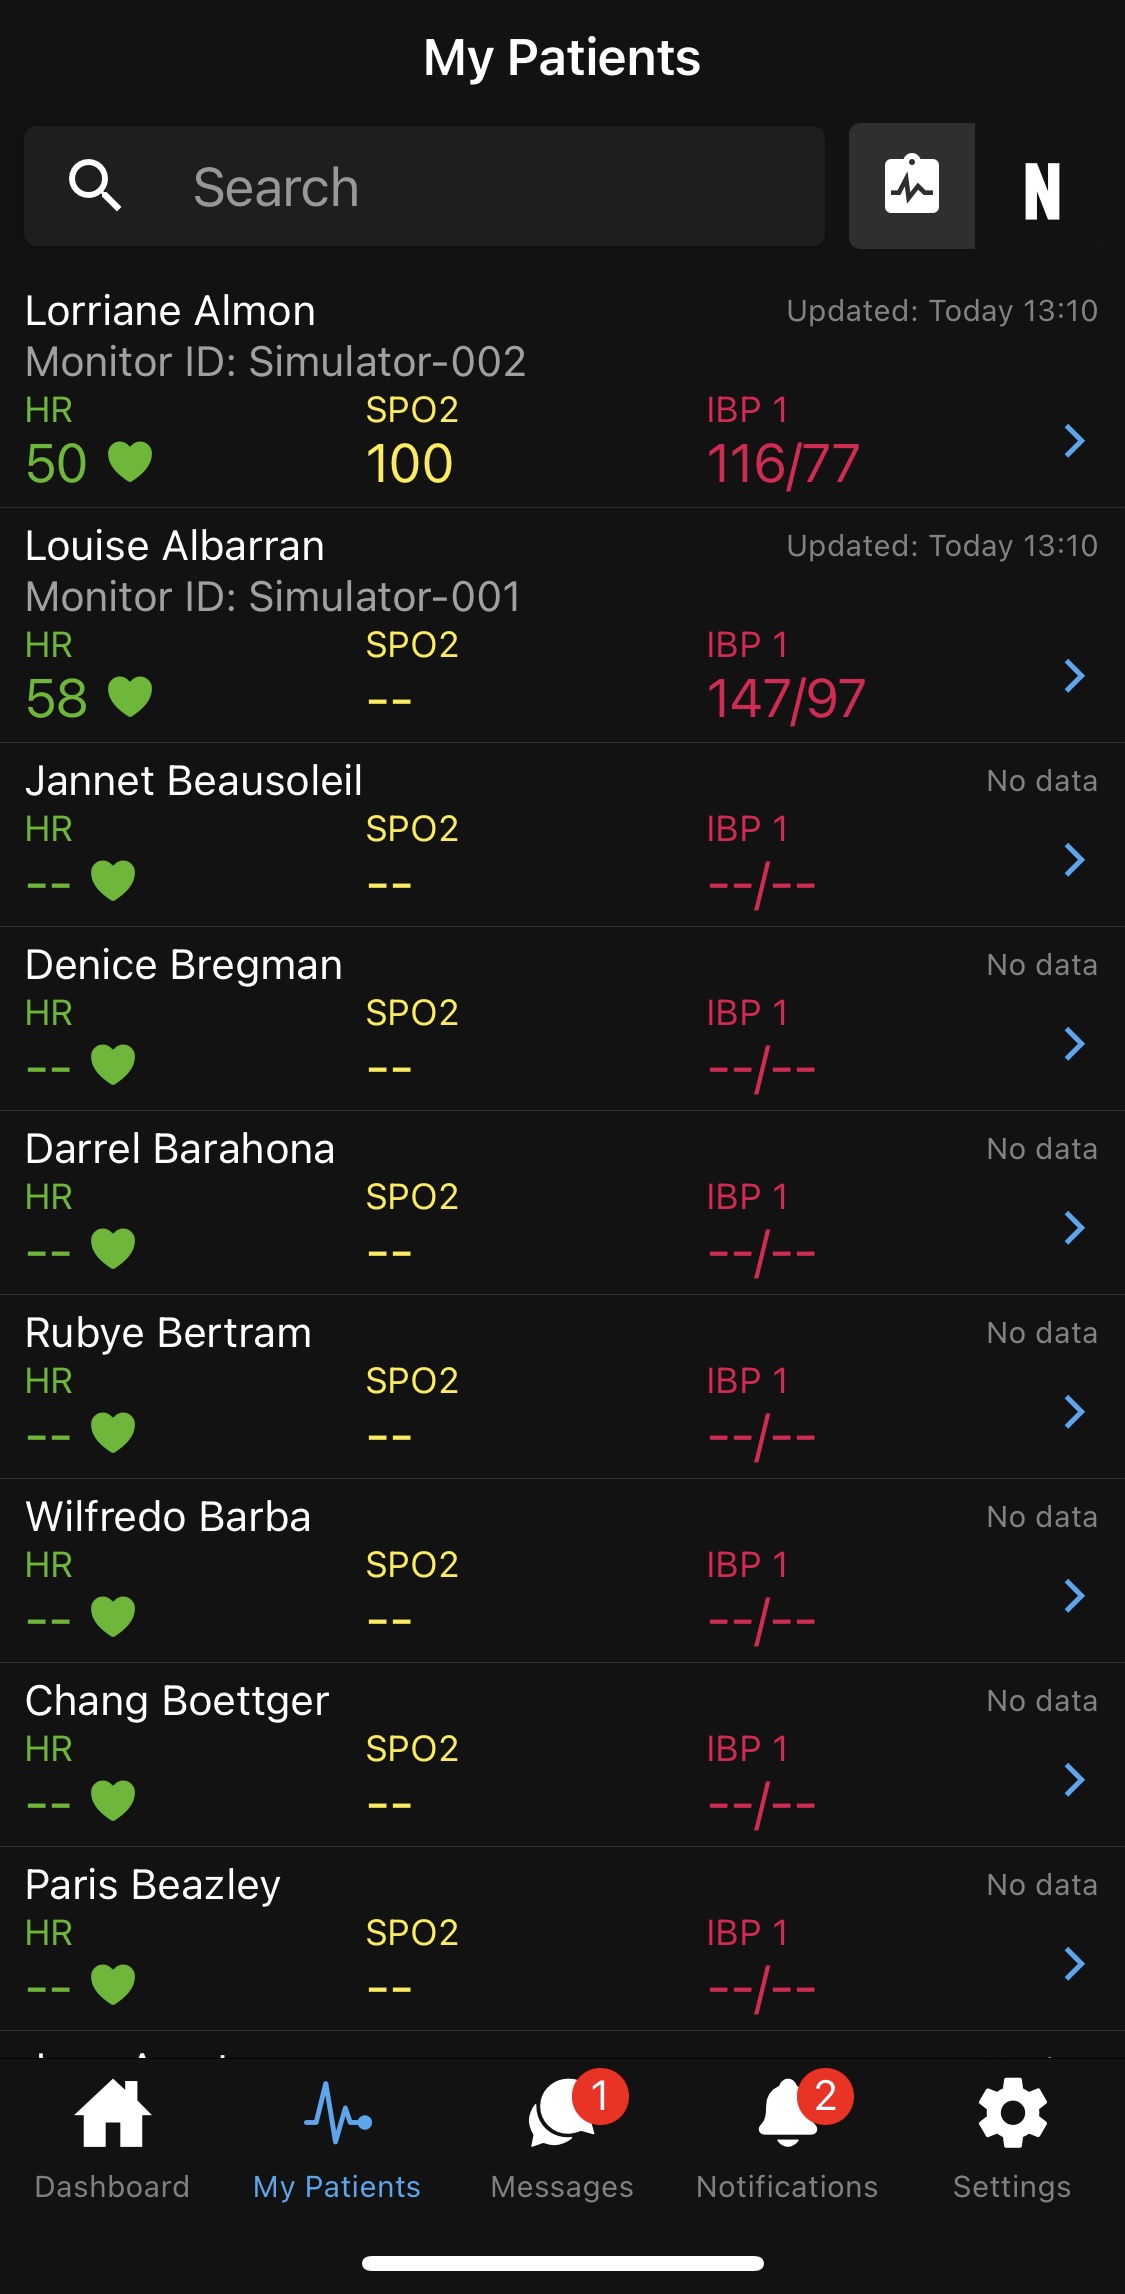 My Patients
Search
N
Lorriane Almon
Updated: Today 13:10
Monitor ID: Simulator-002
HR SPO2 IBP 1
50 100 116/77
Louise Albarran
Updated: Today 13:10
Monitor ID: Simulator-001
HR SPO2 IBP 1
58 -- 147/97
Jannet Beausoleil
No data
HR SPO2 IBP 1
-- -- --/--
Denice Bregman
No data
HR SPO2 IBP 1
-- -- --/--
Darrel Barahona
No data
HR SPO2 IBP 1
-- -- --/--
Rubye Bertram
No data
HR SPO2 IBP 1
-- -- --/--
Wilfredo Barba
No data
HR SPO2 IBP 1
-- -- --/--
Chang Boettger
No data
HR SPO2 IBP 1
-- -- --/--
Paris Beazley
No data
HR SPO2 IBP 1
-- -- --/--
1 2
Dashboard My Patients Messages Notifications Settings